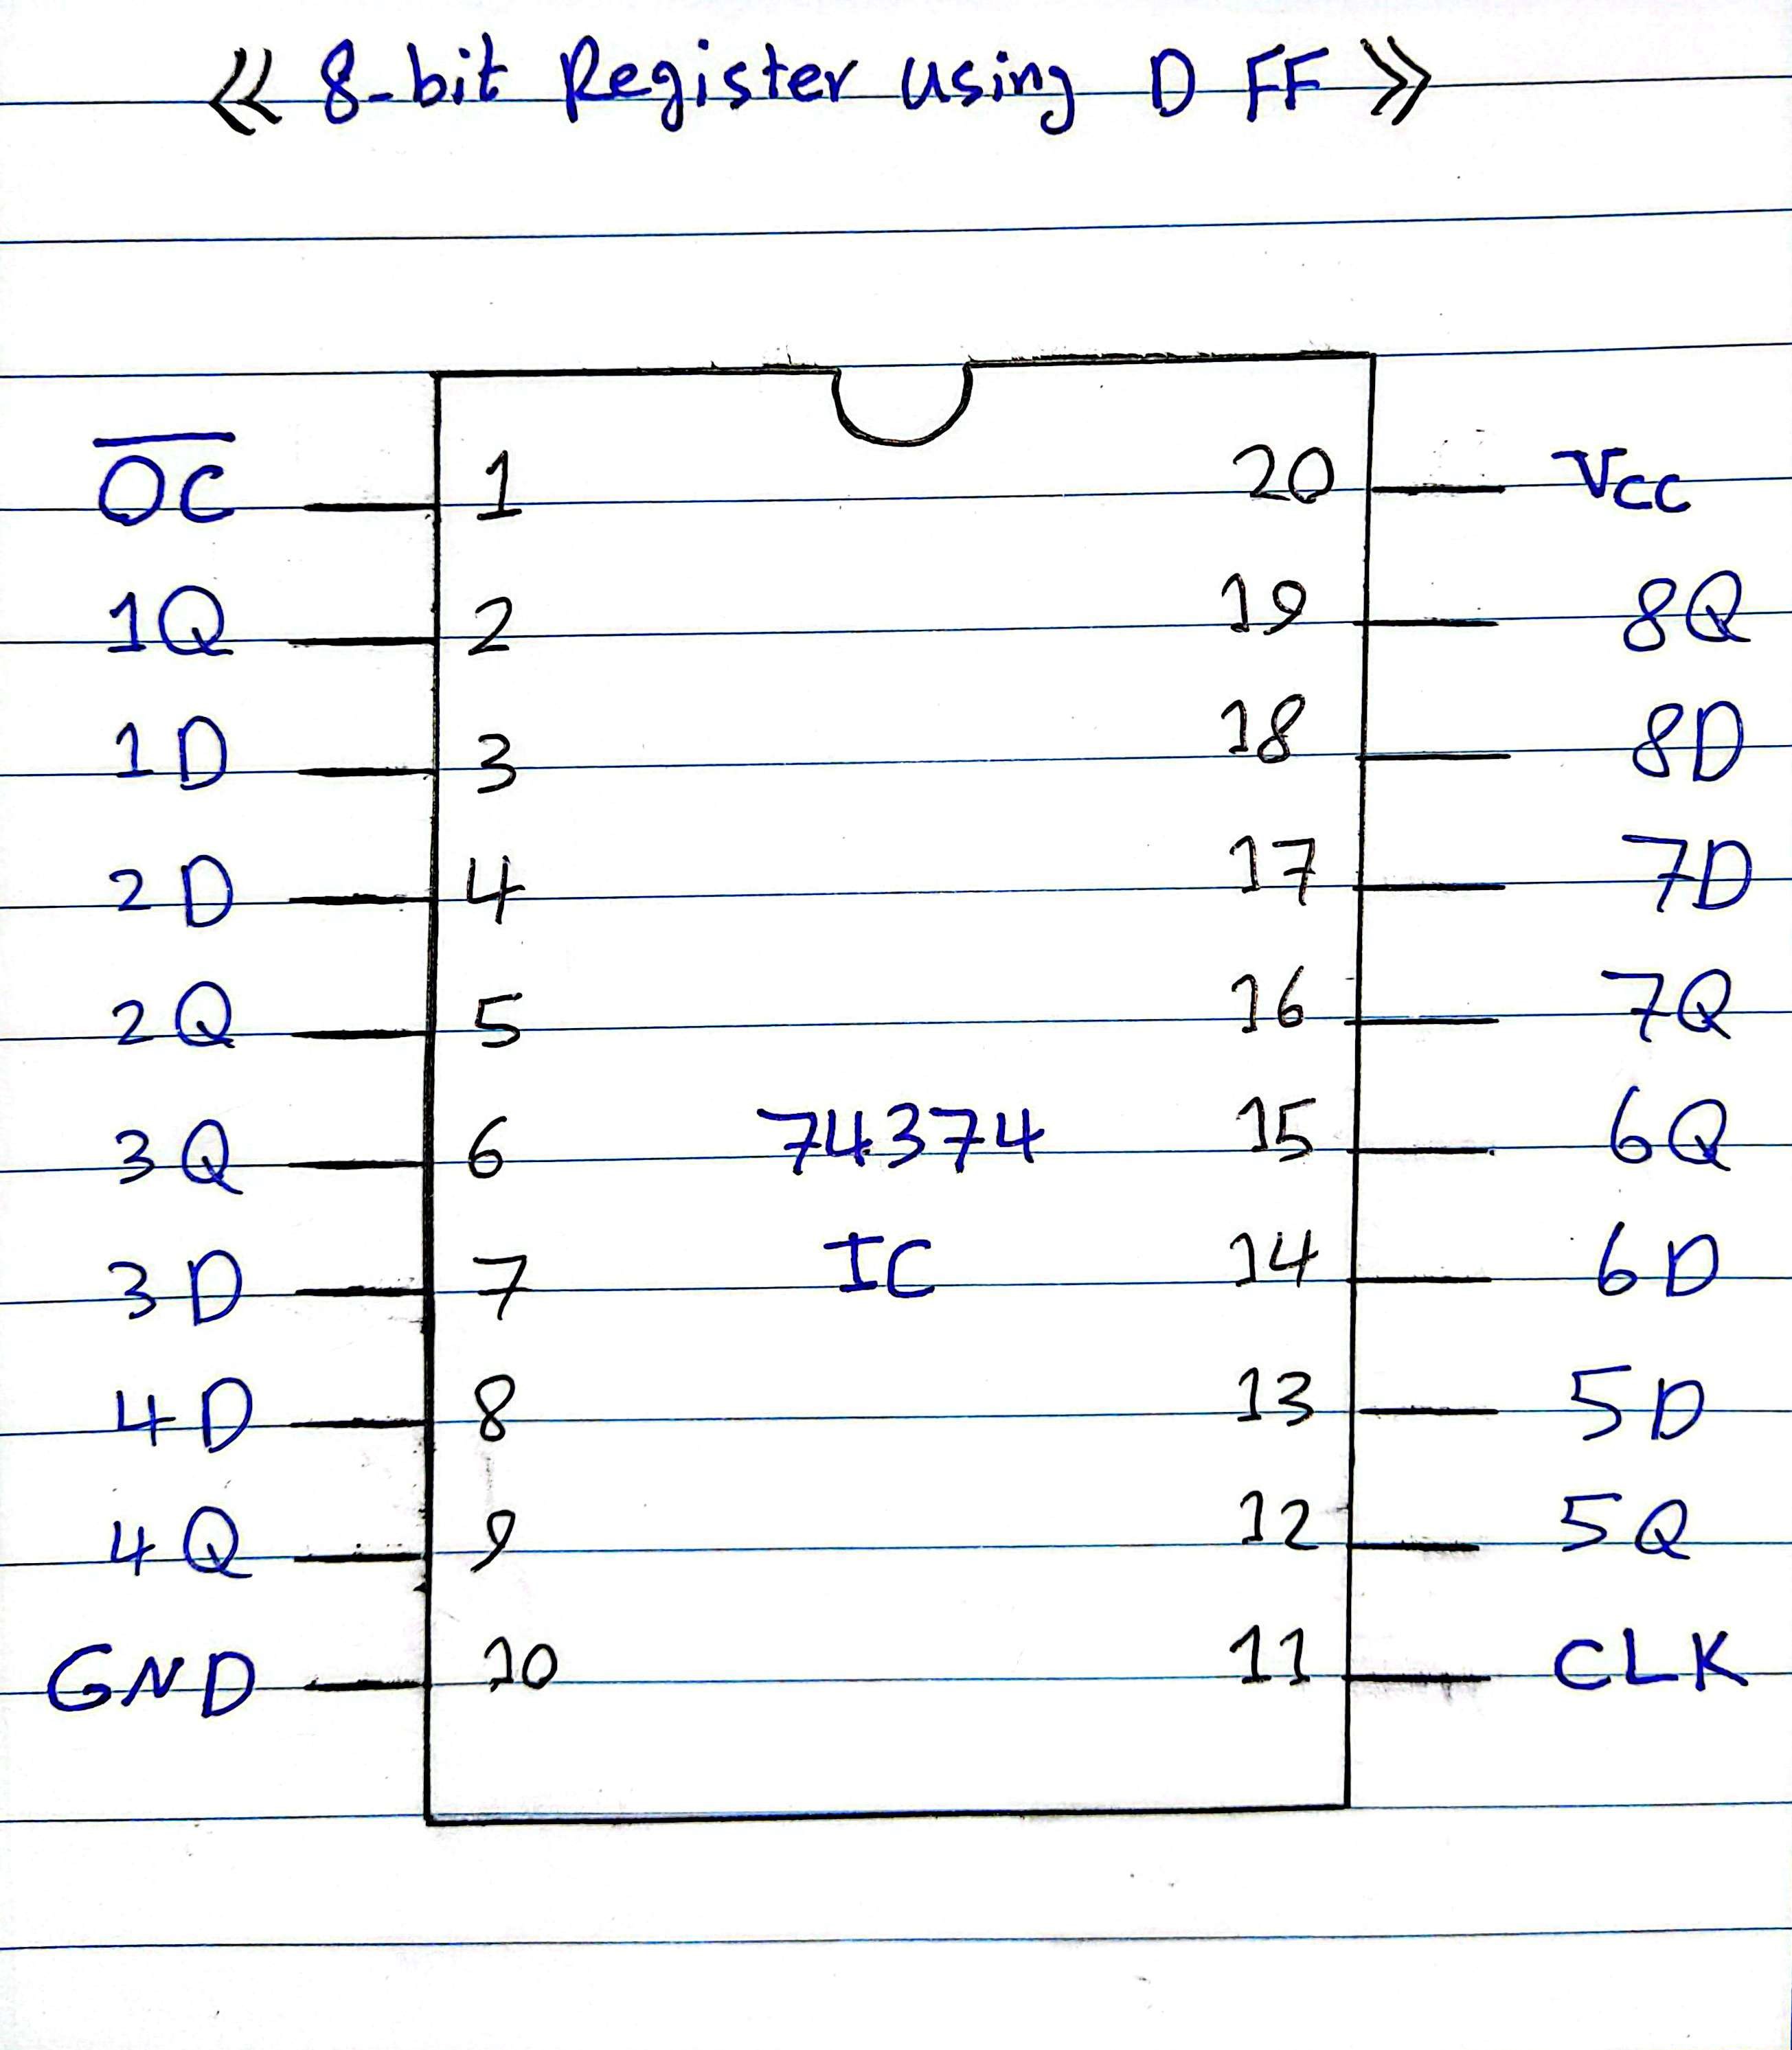 << 8-bit Register using D FF >>
O̅C̅ 1 20 Vcc
1Q 2 19 8Q
1D 3 18 8D
2D 4 17 7D
2Q 5 16 7Q
3Q 6 74374 15 6Q
3D 7 IC 14 6D
4D 8 13 5D
4Q 9 12 5Q
GND 10 11 CLK